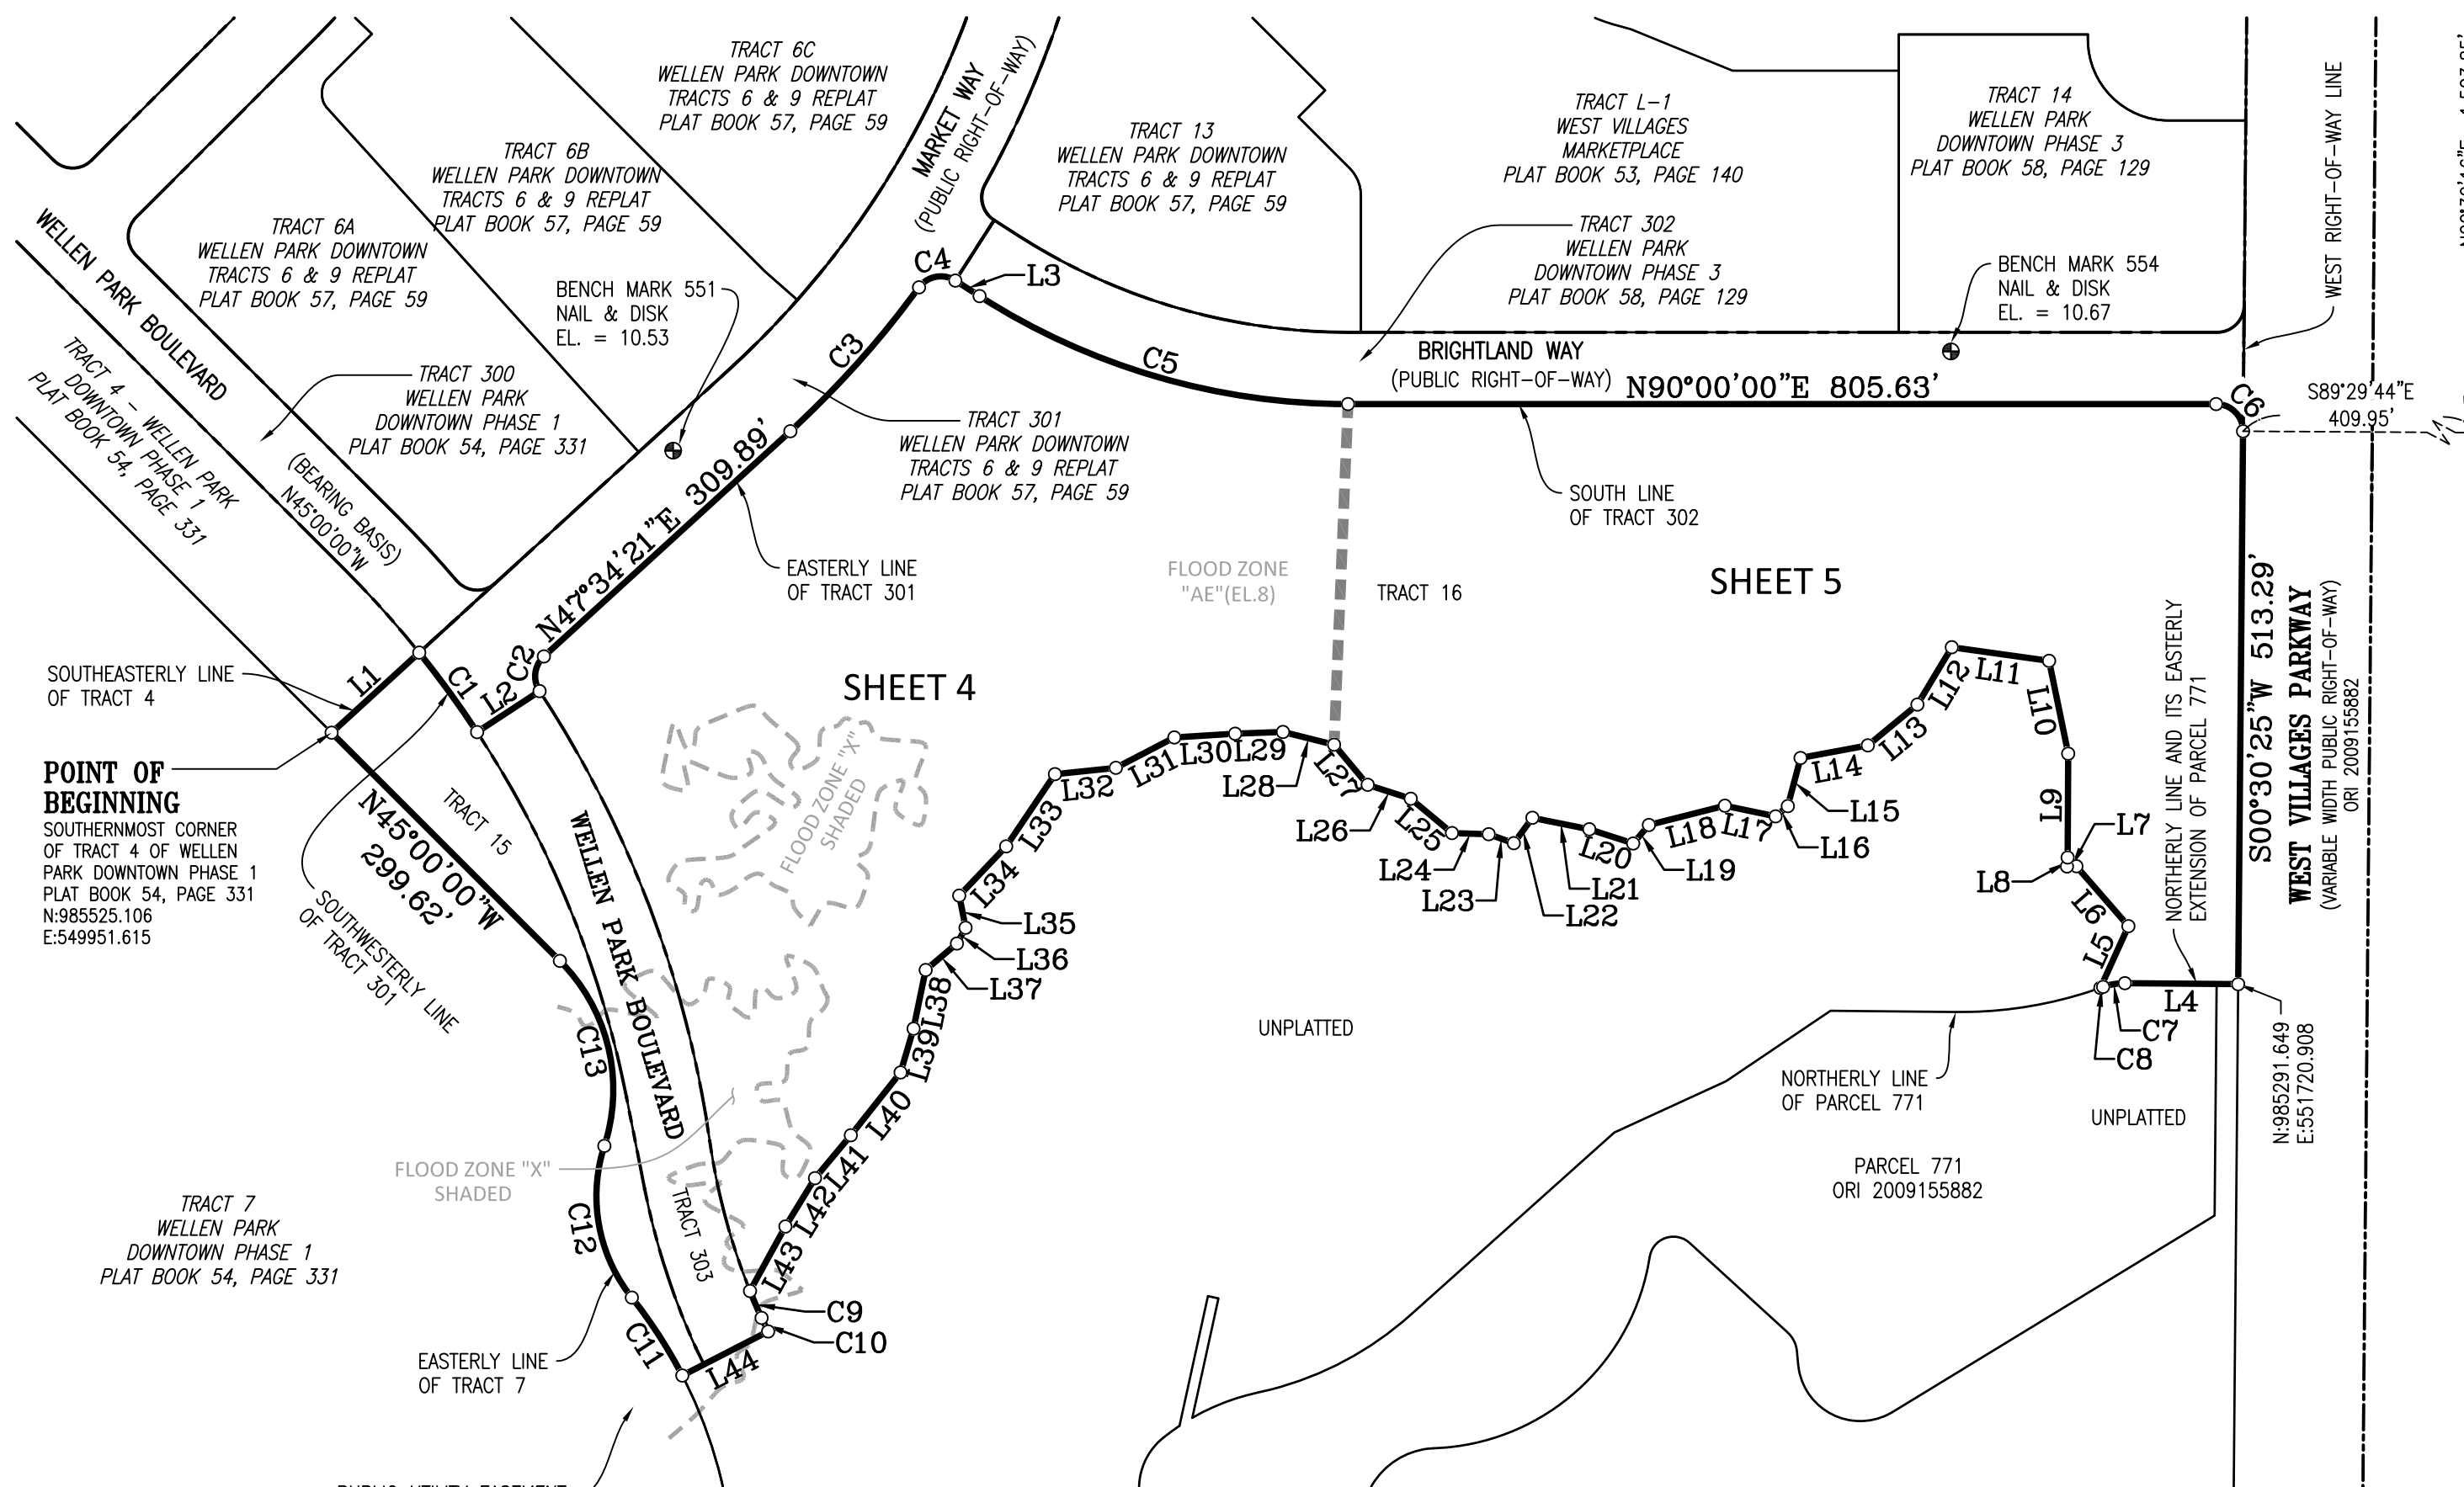 TRACT 6C
WELLEN PARK DOWNTOWN
TRACTS 6 & 9 REPLAT
PLAT BOOK 57, PAGE 59
MARKET WAY
(PUBLIC RIGHT-OF-WAY)
TRACT 13
WELLEN PARK DOWNTOWN
TRACTS 6 & 9 REPLAT
PLAT BOOK 57, PAGE 59
TRACT L-1
WEST VILLAGES
MARKETPLACE
PLAT BOOK 53, PAGE 140
TRACT 14
WELLEN PARK
DOWNTOWN PHASE 3
PLAT BOOK 58, PAGE 129
WEST RIGHT-OF-WAY LINE
TRACT 6B
WELLEN PARK DOWNTOWN
TRACTS 6 & 9 REPLAT
PLAT BOOK 57, PAGE 59
TRACT 6A
WELLEN PARK DOWNTOWN
TRACTS 6 & 9 REPLAT
PLAT BOOK 57, PAGE 59
WELLEN PARK BOULEVARD
TRACT 302
WELLEN PARK
DOWNTOWN PHASE 3
PLAT BOOK 58, PAGE 129
BENCH MARK 554
NAIL & DISK
EL. = 10.67
BENCH MARK 551
NAIL & DISK
EL. = 10.53
C4
L3
C3
C5
BRIGHTLAND WAY
(PUBLIC RIGHT-OF-WAY)
N90°00'00"E 805.63'
C6
S89°29'44"E
409.95'
TRACT 4 - WELLEN PARK
DOWNTOWN PHASE 1
PLAT BOOK 54, PAGE 331
TRACT 300
WELLEN PARK
DOWNTOWN PHASE 1
PLAT BOOK 54, PAGE 331
(BEARING BASIS)
N45°00'00"W
TRACT 301
WELLEN PARK DOWNTOWN
TRACTS 6 & 9 REPLAT
PLAT BOOK 57, PAGE 59
N47°34'21"E 309.89'
SOUTH LINE
OF TRACT 302
EASTERLY LINE
OF TRACT 301
FLOOD ZONE
"AE"(EL.8)
TRACT 16
SHEET 5
SHEET 4
S00°30'25"W 513.29'
WEST VILLAGES PARKWAY
(VARIABLE WIDTH PUBLIC RIGHT-OF-WAY)
ORI 2009155882
NORTHERLY LINE AND ITS EASTERLY
EXTENSION OF PARCEL 771
SOUTHEASTERLY LINE
OF TRACT 4
L1
C1
L2
C2
POINT OF
BEGINNING
SOUTHERNMOST CORNER
OF TRACT 4 OF WELLEN
PARK DOWNTOWN PHASE 1
PLAT BOOK 54, PAGE 331
N:985525.106
E:549951.615
N45°00'00"W
299.62'
TRACT 15
SOUTHWESTERLY LINE
OF TRACT 301
WELLEN PARK BOULEVARD
FLOOD ZONE "X"
SHADED
L12
L11
L10
L13
L14
L15
L16
L9
L7
L8
L6
L5
L4
C7
C8
L17
L18
L19
L20
L21
L22
L23
L24
L25
L26
L27
L28
L29
L30
L31
L32
L33
L34
L35
L36
L37
L38
L39
L40
L41
L42
L43
C9
C10
L44
C11
C12
C13
UNPLATTED
NORTHERLY LINE
OF PARCEL 771
UNPLATTED
N:985291.649
E:551720.908
PARCEL 771
ORI 2009155882
FLOOD ZONE "X"
SHADED
TRACT 303
TRACT 7
WELLEN PARK
DOWNTOWN PHASE 1
PLAT BOOK 54, PAGE 331
EASTERLY LINE
OF TRACT 7